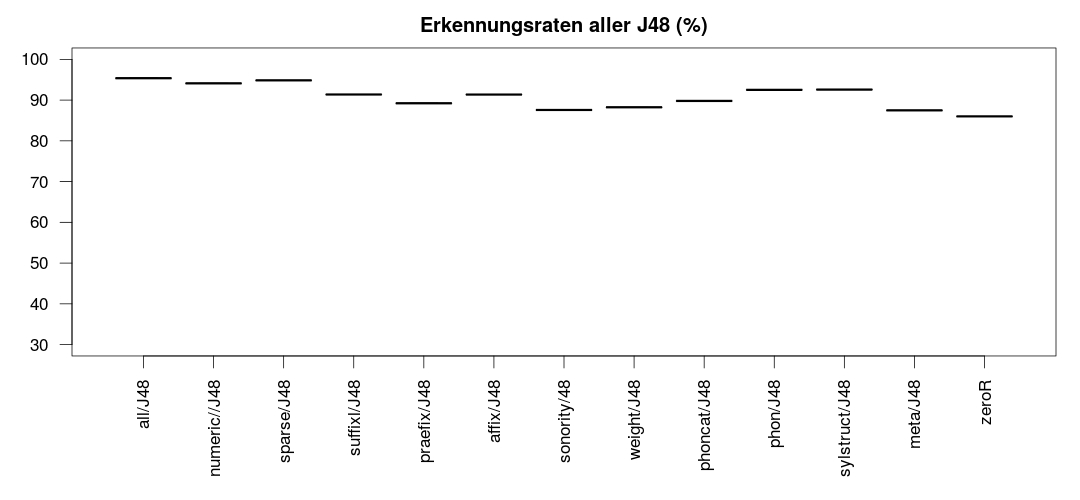 Erkennungsraten aller J48 (%)
100
90
80
70
60
50
40
30
all/J48
numeric//J48
sparse/J48
suffixl/J48
praefix/J48
affix/J48
sonority/48
weight/J48
phoncat/J48
phon/J48
sylstruct/J48
meta/J48
zeroR